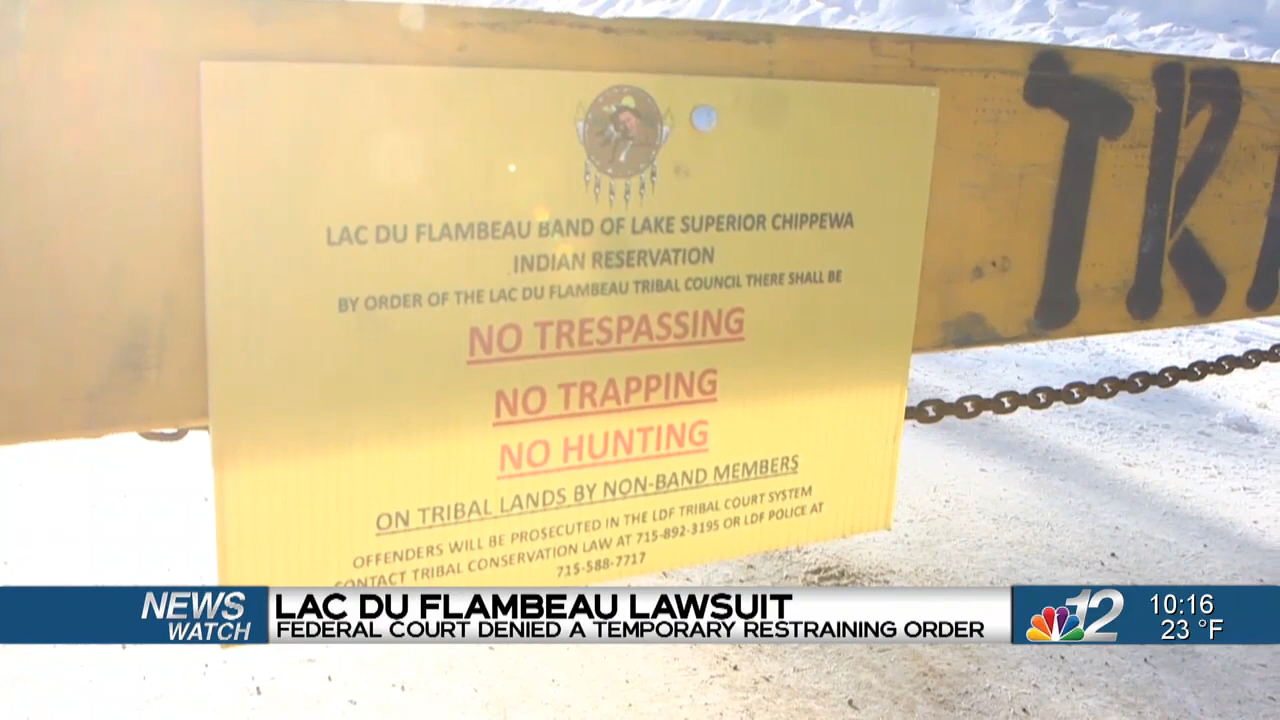 LAC DU FLAMBEAU BAND OF LAKE SUPERIOR CHIPPEWA
INDIAN RESERVATION
BY ORDER OF THE LAC DU FLAMBEAU TRIBAL COUNCIL THERE SHALL BE
NO TRESPASSING
NO TRAPPING
NO HUNTING
ON TRIBAL LANDS BY NON-BAND MEMBERS
OFFENDERS WILL BE PROSECUTED IN THE LDF TRIBAL COURT SYSTEM
CONTACT TRIBAL CONSERVATION LAW AT 715-892-3195 OR LDF POLICE AT
715-588-7717
TR
NEWS
WATCH
LAC DU FLAMBEAU LAWSUIT
FEDERAL COURT DENIED A TEMPORARY RESTRAINING ORDER
12
10:16
23 °F